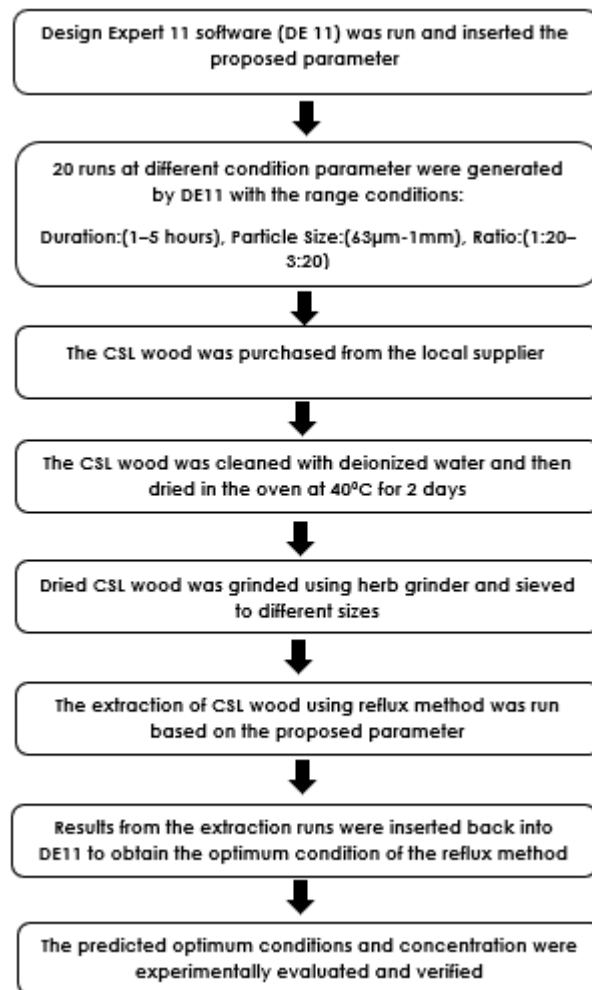 Design Expert 11 software (DE 11) was run and inserted the
proposed parameter
20 runs at different condition parameter were generated
by DE11 with the range conditions:
Duration:(1–5 hours), Particle Size:(63µm-1mm), Ratio:(1:20–
3:20)
The CSL wood was purchased from the local supplier
The CSL wood was cleaned with deionized water and then
dried in the oven at 40⁰C for 2 days
Dried CSL wood was grinded using herb grinder and sieved
to different sizes
The extraction of CSL wood using reflux method was run
based on the proposed parameter
Results from the extraction runs were inserted back into
DE11 to obtain the optimum condition of the reflux method
The predicted optimum conditions and concentration were
experimentally evaluated and verified